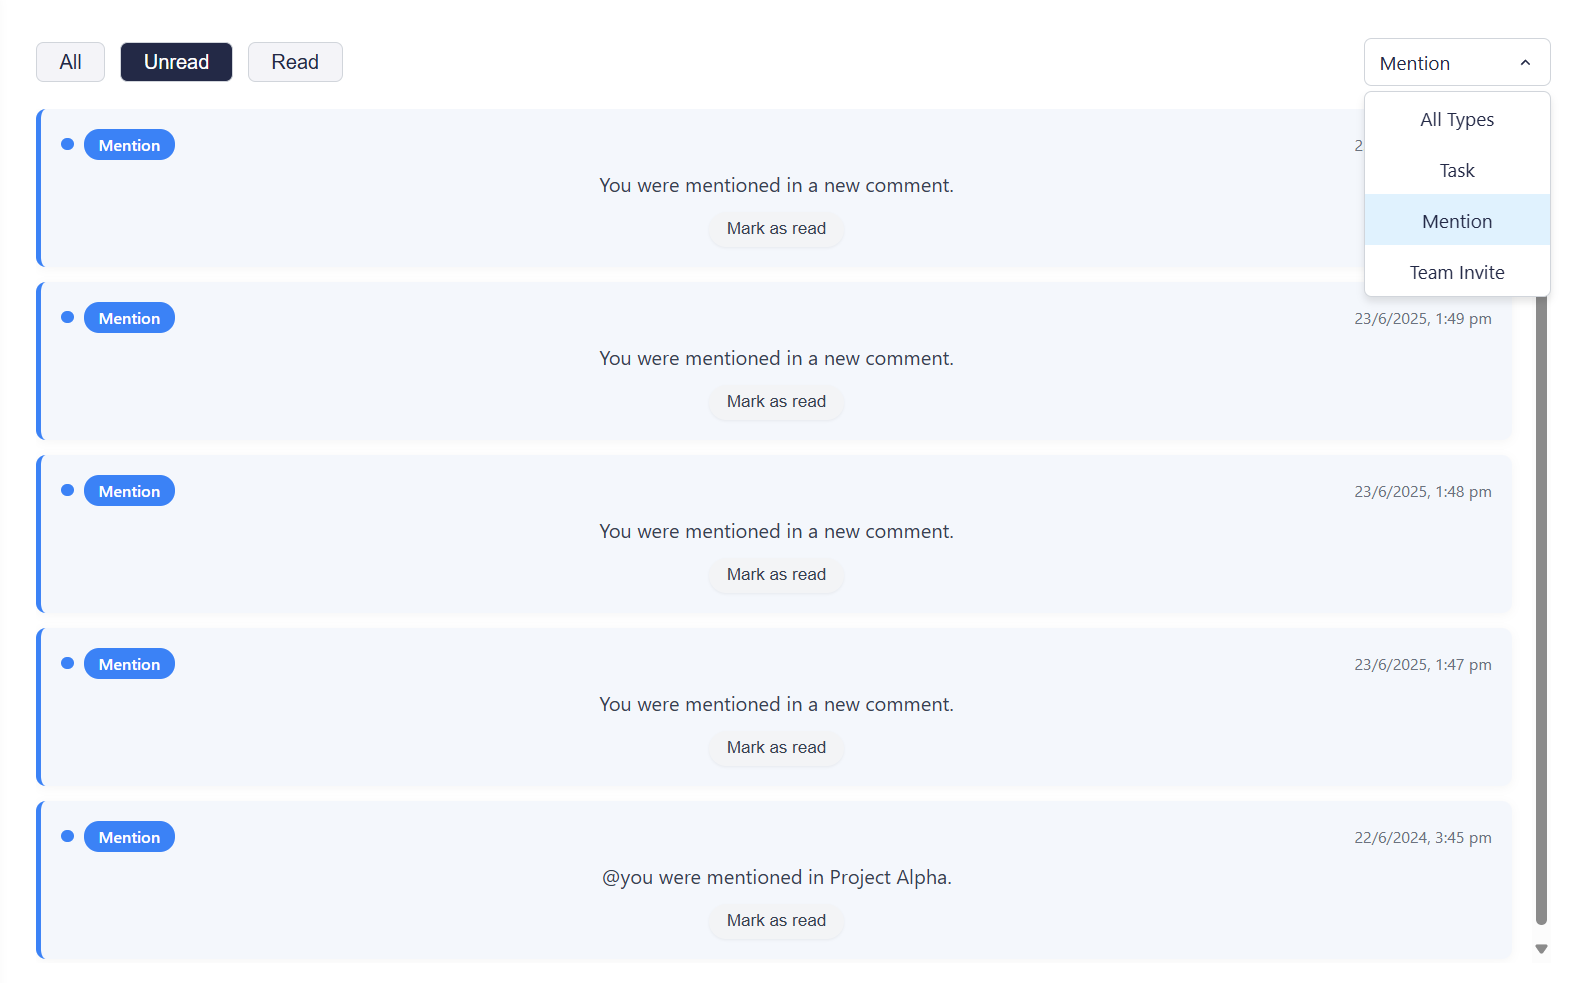 All
Unread
Read
Mention
All Types
Task
Mention
Team Invite
Mention
2
You were mentioned in a new comment.
Mark as read
Mention
23/6/2025, 1:49 pm
You were mentioned in a new comment.
Mark as read
Mention
23/6/2025, 1:48 pm
You were mentioned in a new comment.
Mark as read
Mention
23/6/2025, 1:47 pm
You were mentioned in a new comment.
Mark as read
Mention
22/6/2024, 3:45 pm
@you were mentioned in Project Alpha.
Mark as read